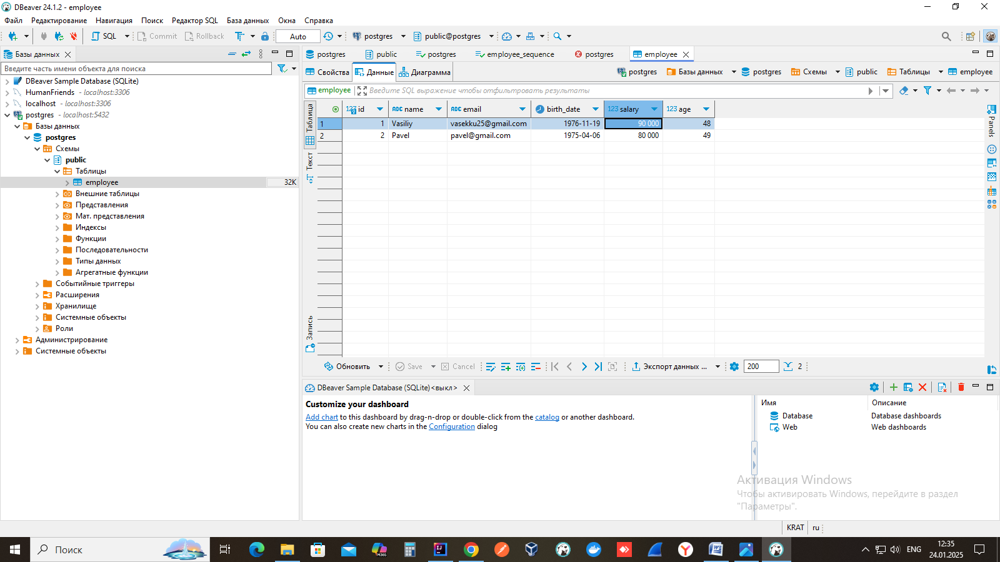 DBeaver 24.1.2 - employee
Файл Редактирование Навигация Поиск Редактор SQL База данных Окна Справка
SQL Commit Rollback Auto postgres public@postgres
Базы данных
Введите часть имени объекта для поиска
DBeaver Sample Database (SQLite)
HumanFriends - localhost:3306
localhost - localhost:3306
postgres - localhost:5432
Базы данных
postgres
Схемы
public
Таблицы
employee 32K
Внешние таблицы
Представления
Мат. представления
Индексы
Функции
Последовательности
Типы данных
Агрегатные функции
Событийные триггеры
Расширения
Хранилище
Системные объекты
Роли
Администрирование
Системные объекты
postgres public postgres employee_sequence postgres employee
Свойства Данные Диаграмма postgres Базы данных postgres Схемы public Таблицы employee
employee Введите SQL выражение чтобы отфильтровать результаты
Таблица
Текст
Запись
Panels
123 id ABC name ABC email birth_date 123 salary 123 age
1 1 Vasiliy vasekku25@gmail.com 1976-11-19 90 000 48
2 2 Pavel pavel@gmail.com 1975-04-06 80 000 49
Обновить Save Cancel Экспорт данных ... 200 2
DBeaver Sample Database (SQLite) <выкл>
Customize your dashboard
Add chart to this dashboard by drag-n-drop or double-click from the catalog or another dashboard.
You can also create new charts in the Configuration dialog
Имя Описание
Database Database dashboards
Web Web dashboards
Активация Windows
Чтобы активировать Windows, перейдите в раздел
"Параметры".
KRAT ru
Поиск
M365
ENG
12:35
24.01.2025